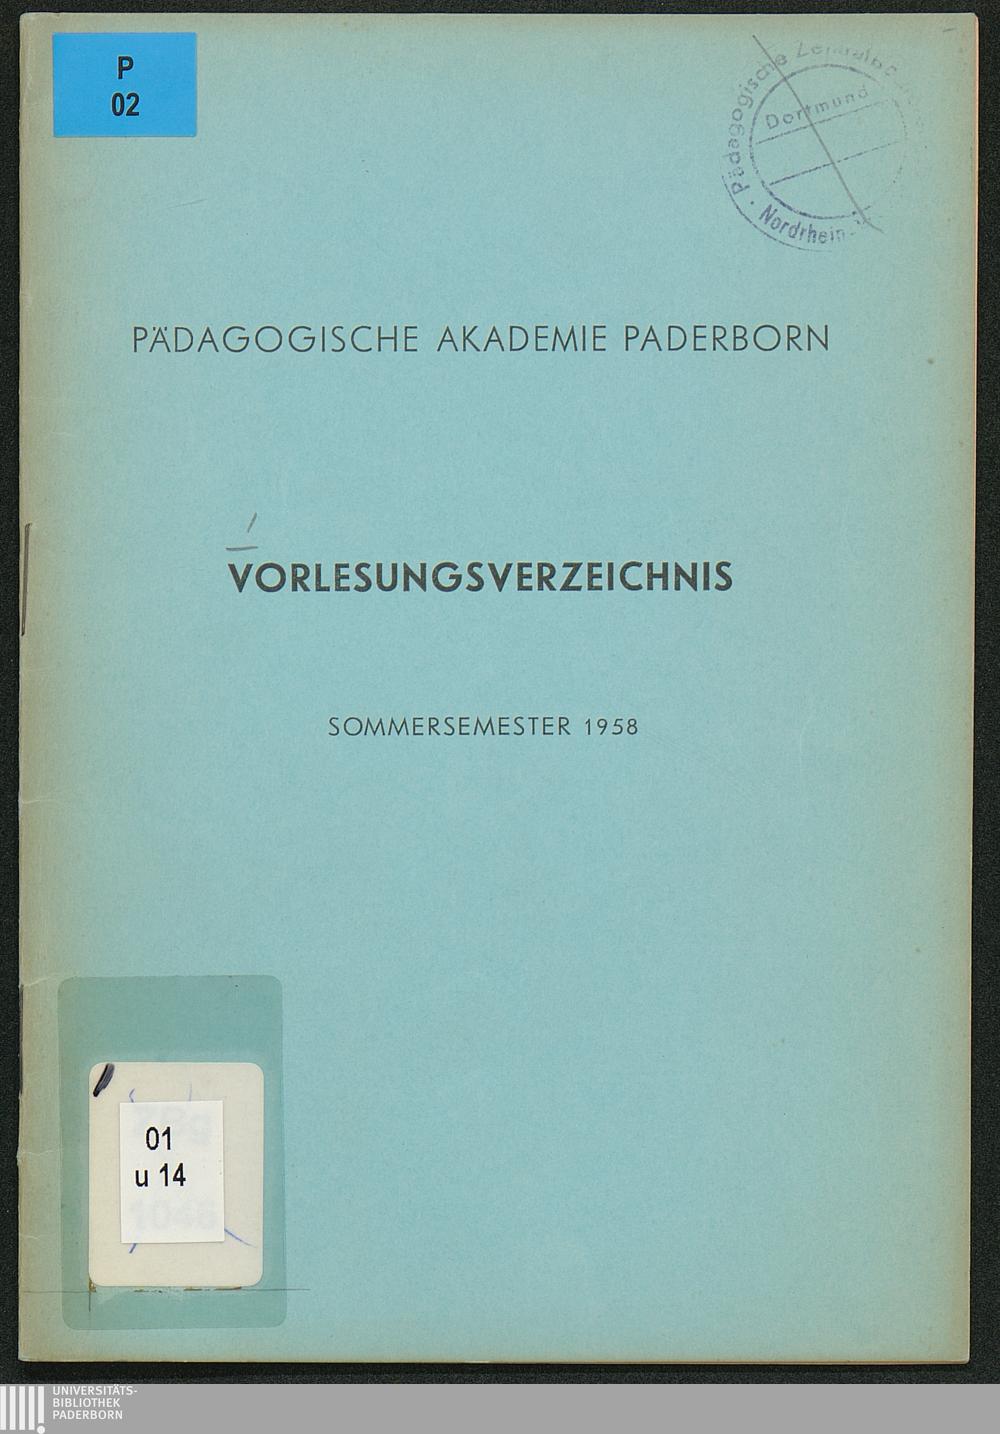 P
02
Pädagogische
Dortmund
Nordrhein-
PÄDAGOGISCHE AKADEMIE PADERBORN
VORLESUNGSVERZEICHNIS
SOMMERSEMESTER 1958
01
u 14
UNIVERSITÄTS-
BIBLIOTHEK
PADERBORN